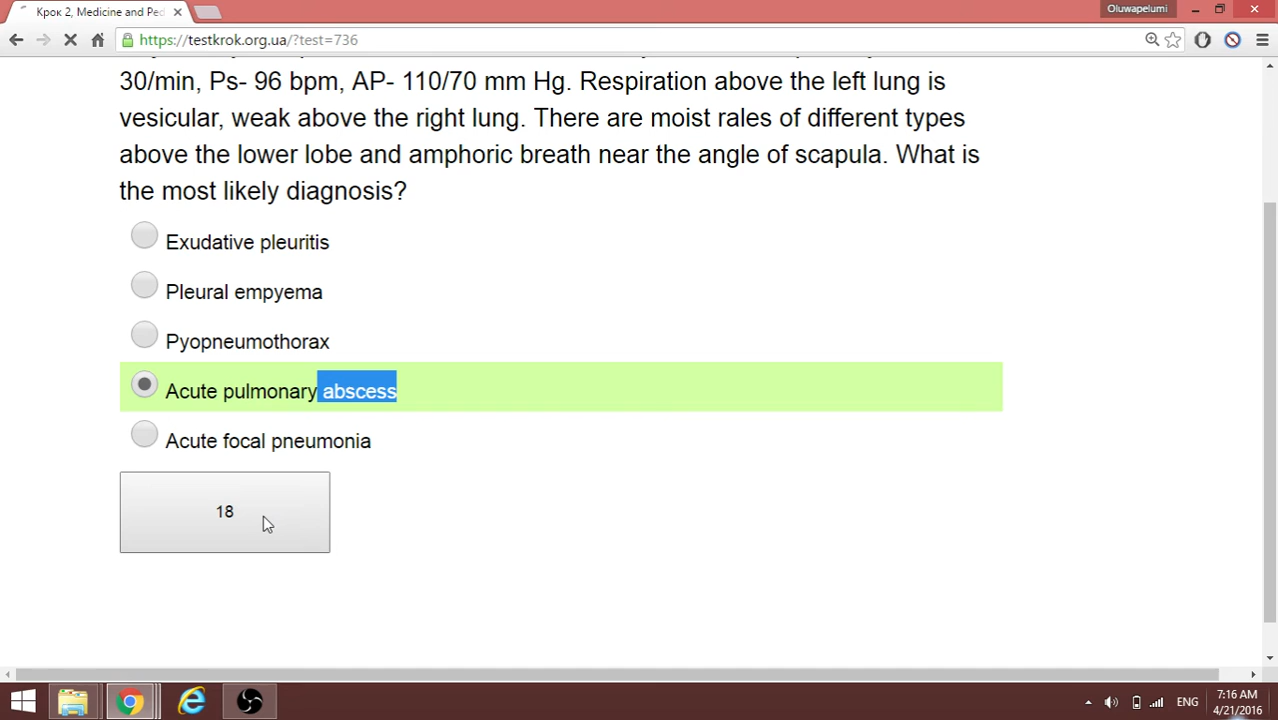 Крок 2, Medicine and Pedi
Oluwapelumi
https://testkrok.org.ua/?test=736
30/min, Ps- 96 bpm, AP- 110/70 mm Hg. Respiration above the left lung is
vesicular, weak above the right lung. There are moist rales of different types
above the lower lobe and amphoric breath near the angle of scapula. What is
the most likely diagnosis?
Exudative pleuritis
Pleural empyema
Pyopneumothorax
Acute pulmonary abscess
Acute focal pneumonia
18
ENG
7:16 AM
4/21/2016